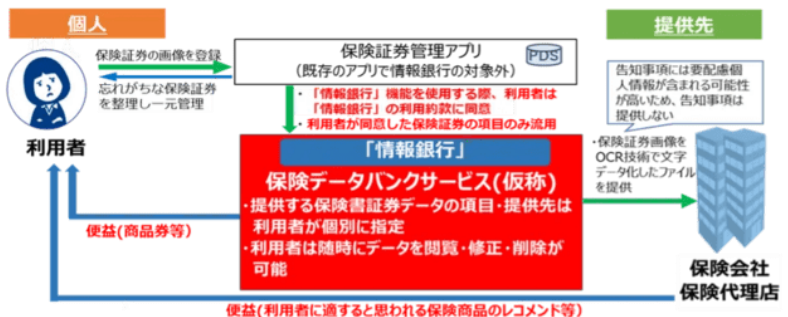 個人
提供先
保険証券の画像を登録
忘れがちな保険証券
を整理し一元管理
利用者
保険証券管理アプリ
(既存のアプリで情報銀行の対象外)
PDS
・「情報銀行」機能を使用する際、利用者は
「情報銀行」の利用約款に同意
・利用者が同意した保険証券の項目のみ流用
告知事項には要配慮個
人情報が含まれる可能性
が高いため、告知事項は
提供しない
「情報銀行」
保険データバンクサービス(仮称)
・提供する保険書証券データの項目・提供先は
利用者が個別に指定
・利用者は随時にデータを閲覧・修正・削除が
可能
・保険証券画像を
OCR技術で文字
データ化したファイル
を提供
便益(商品券等)
保険会社
保険代理店
便益(利用者に適すると思われる保険商品のレコメンド等)